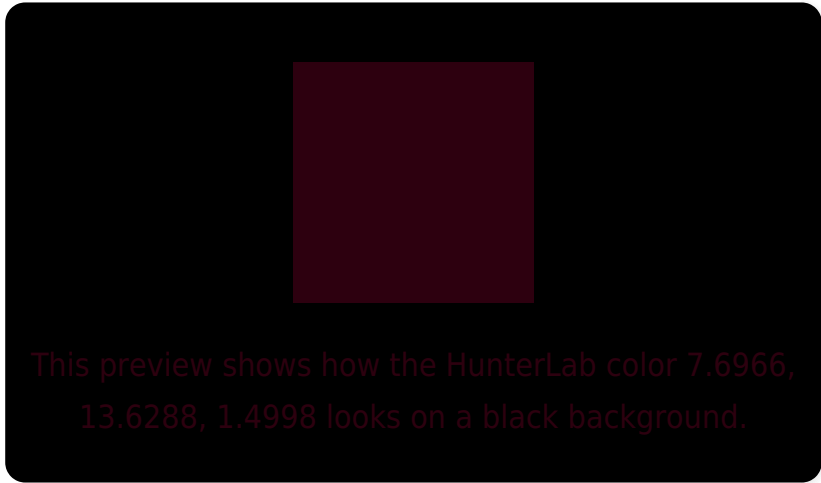 This preview shows how the HunterLab color 7.6966,
13.6288, 1.4998 looks on a black background.